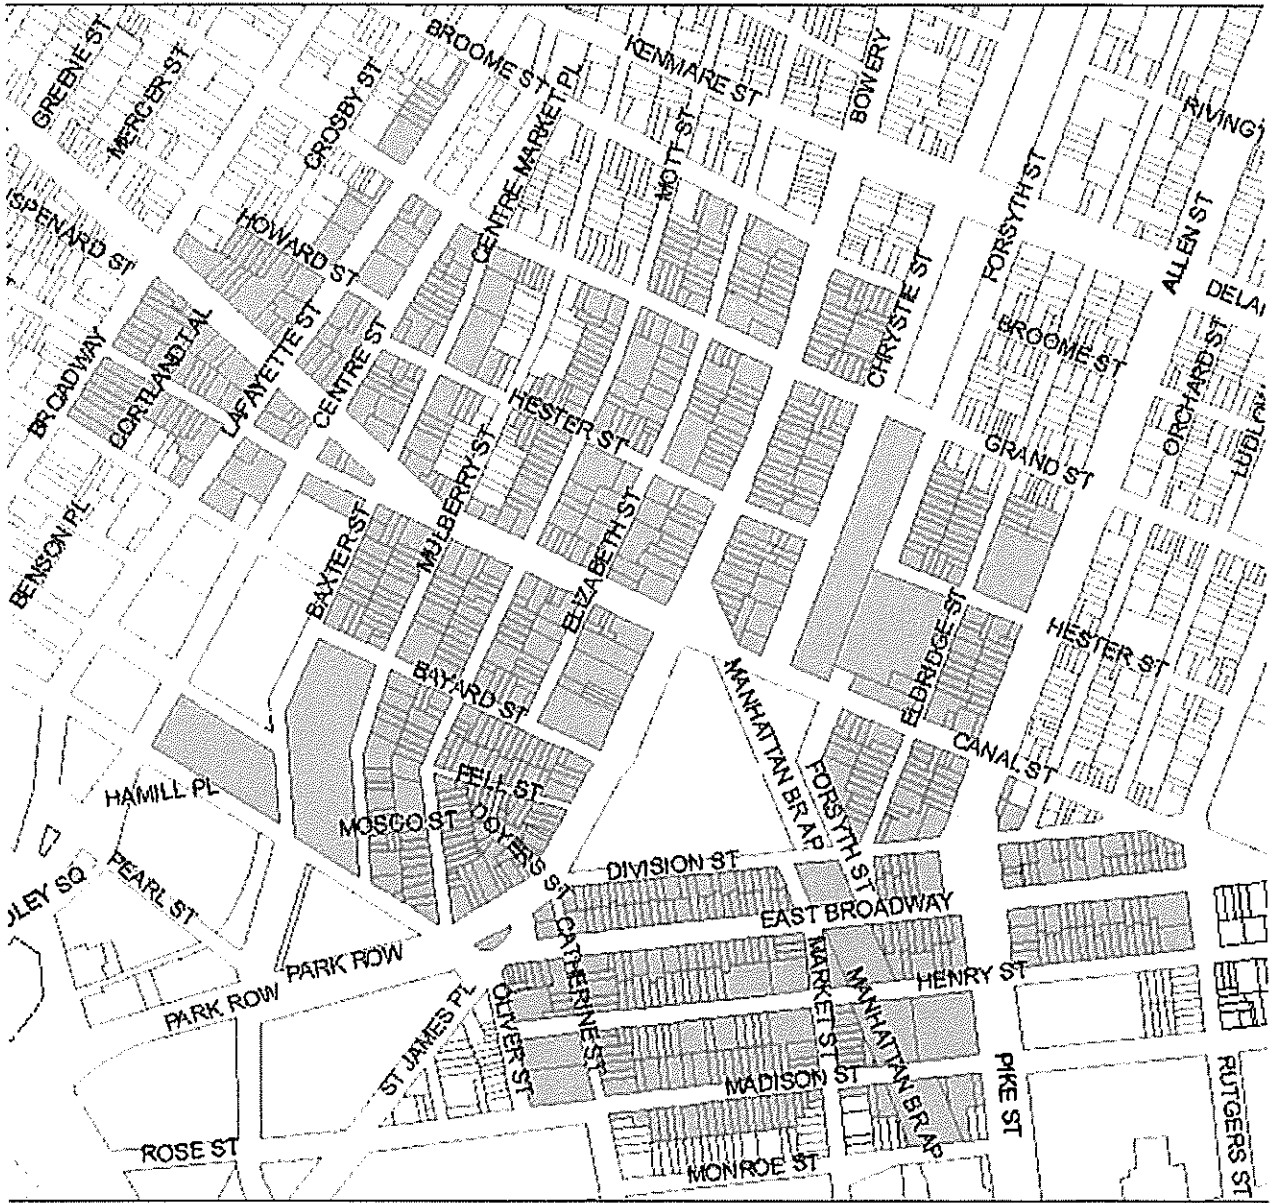 GREENE ST
MERCER ST
CROSBY ST
BROOME ST
KENMARE ST
BOWERY
CENTRE MARKET PL
MOTT ST
FORSYTH ST
ALLEN ST
HOWARD ST
CHRYSTIE ST
BROOME ST
ORCHARD ST
BROADWAY
CORTLANDT AL
LAFAYETTE ST
CENTRE ST
HESTER ST
GRAND ST
MULBERRY ST
ELIZABETH ST
BENSON PL
BAXTER ST
BAYARD ST
ELDRIDGE ST
HESTER ST
MANHATTAN BR AP
CANAL ST
FORSYTH ST
HAMILL PL
PELL ST
MOSCO ST
DOYERS ST
DIVISION ST
PEARL ST
EAST BROADWAY
CATHERINE ST
PARK ROW
PARK ROW
MARKET ST
HENRY ST
MANHATTAN BR AP
ST JAMES PL
OLIVER ST
MADISON ST
PIKE ST
RUTGERS ST
ROSE ST
MONROE ST